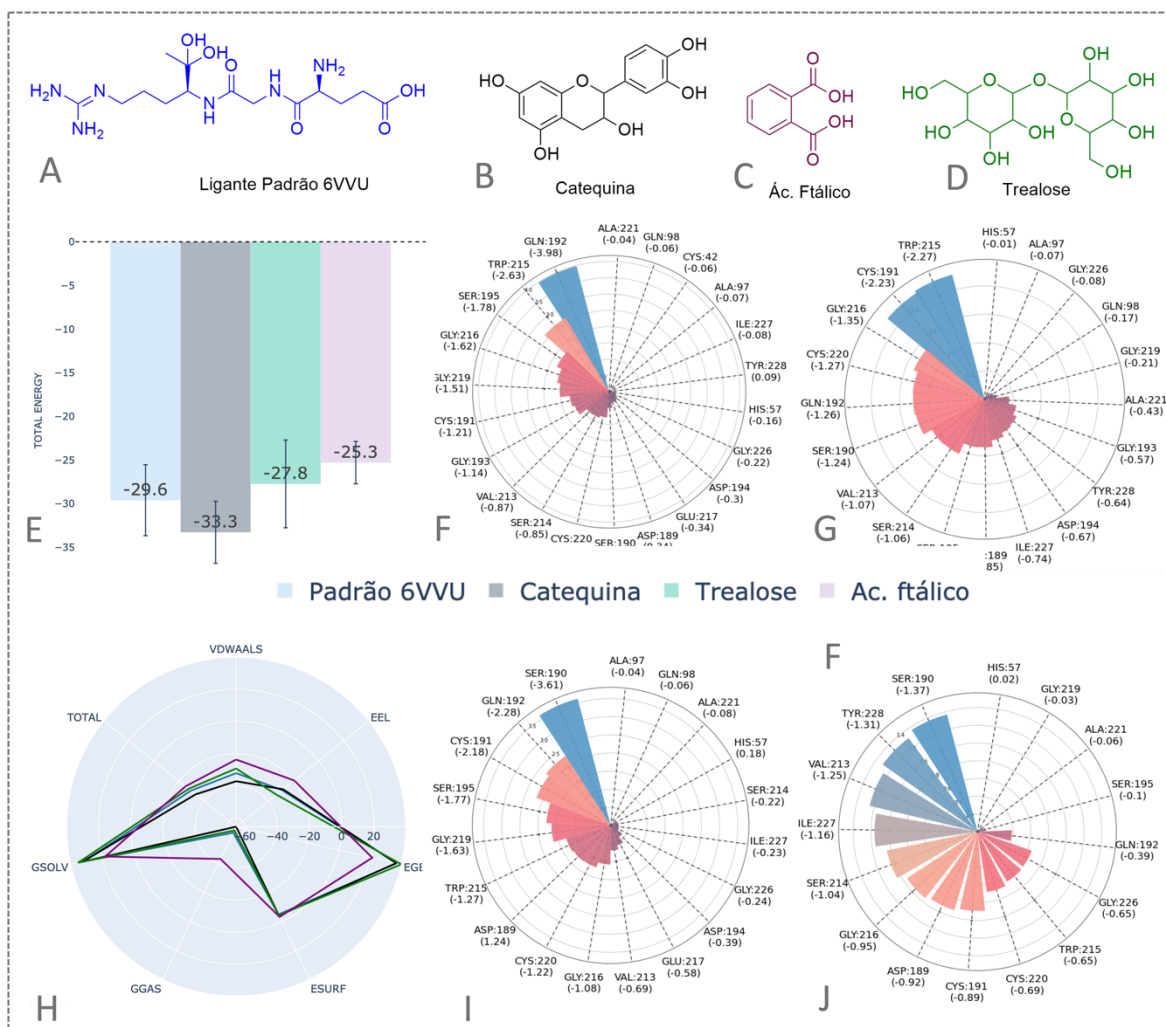 OH
OH
NH₂
H₂N
N
NH₂
N
H
O
H
N
O
NH₂
OH
O
A
Ligante Padrão 6VVU
OH
OH
HO
O
OH
OH
B
Catequina
O
OH
OH
O
C
Ác. Ftálico
OH
HO
O
O
OH
HO
OH
OH
O
OH
OH
D
Trealose
0
−5
−10
−15
−20
−25
−30
−35
TOTAL ENERGY
-29.6
-33.3
-27.8
-25.3
E
ALA:221
(-0.04)
GLN:98
(-0.06)
CYS:42
(-0.06)
ALA:97
(-0.07)
ILE:227
(-0.08)
TYR:228
(0.09)
HIS:57
(-0.16)
GLY:226
(-0.22)
ASP:194
(-0.3)
GLU:217
(-0.34)
ASP:189
SER:190
CYS:220
SER:214
(-0.85)
VAL:213
(-0.87)
GLY:193
(-1.14)
CYS:191
(-1.21)
GLY:219
(-1.51)
GLY:216
(-1.62)
SER:195
(-1.78)
TRP:215
(-2.63)
GLN:192
(-3.98)
F
HIS:57
(-0.01)
ALA:97
(-0.07)
GLY:226
(-0.08)
GLN:98
(-0.17)
GLY:219
(-0.21)
ALA:221
(-0.43)
GLY:193
(-0.57)
TYR:228
(-0.64)
ASP:194
(-0.67)
ILE:227
(-0.74)
:189
85)
SER:214
(-1.06)
VAL:213
(-1.07)
SER:190
(-1.24)
GLN:192
(-1.26)
CYS:220
(-1.27)
GLY:216
(-1.35)
CYS:191
(-2.23)
TRP:215
(-2.27)
G
Padrão 6VVU
Catequina
Trealose
Ac. ftálico
VDWAALS
EEL
EGB
ESURF
GGAS
GSOLV
TOTAL
−60
−40
−20
0
20
H
ALA:97
(-0.04)
GLN:98
(-0.06)
ALA:221
(-0.08)
HIS:57
(0.18)
SER:214
(-0.22)
ILE:227
(-0.23)
GLY:226
(-0.24)
ASP:194
(-0.39)
GLU:217
(-0.58)
VAL:213
(-0.69)
GLY:216
(-1.08)
CYS:220
(-1.22)
ASP:189
(1.24)
TRP:215
(-1.27)
GLY:219
(-1.63)
SER:195
(-1.77)
CYS:191
(-2.18)
GLN:192
(-2.28)
SER:190
(-3.61)
I
F
HIS:57
(0.02)
GLY:219
(-0.03)
ALA:221
(-0.06)
SER:195
(-0.1)
GLN:192
(-0.39)
GLY:226
(-0.65)
TRP:215
(-0.65)
CYS:220
(-0.69)
CYS:191
(-0.89)
ASP:189
(-0.92)
GLY:216
(-0.95)
SER:214
(-1.04)
ILE:227
(-1.16)
VAL:213
(-1.25)
TYR:228
(-1.31)
SER:190
(-1.37)
J